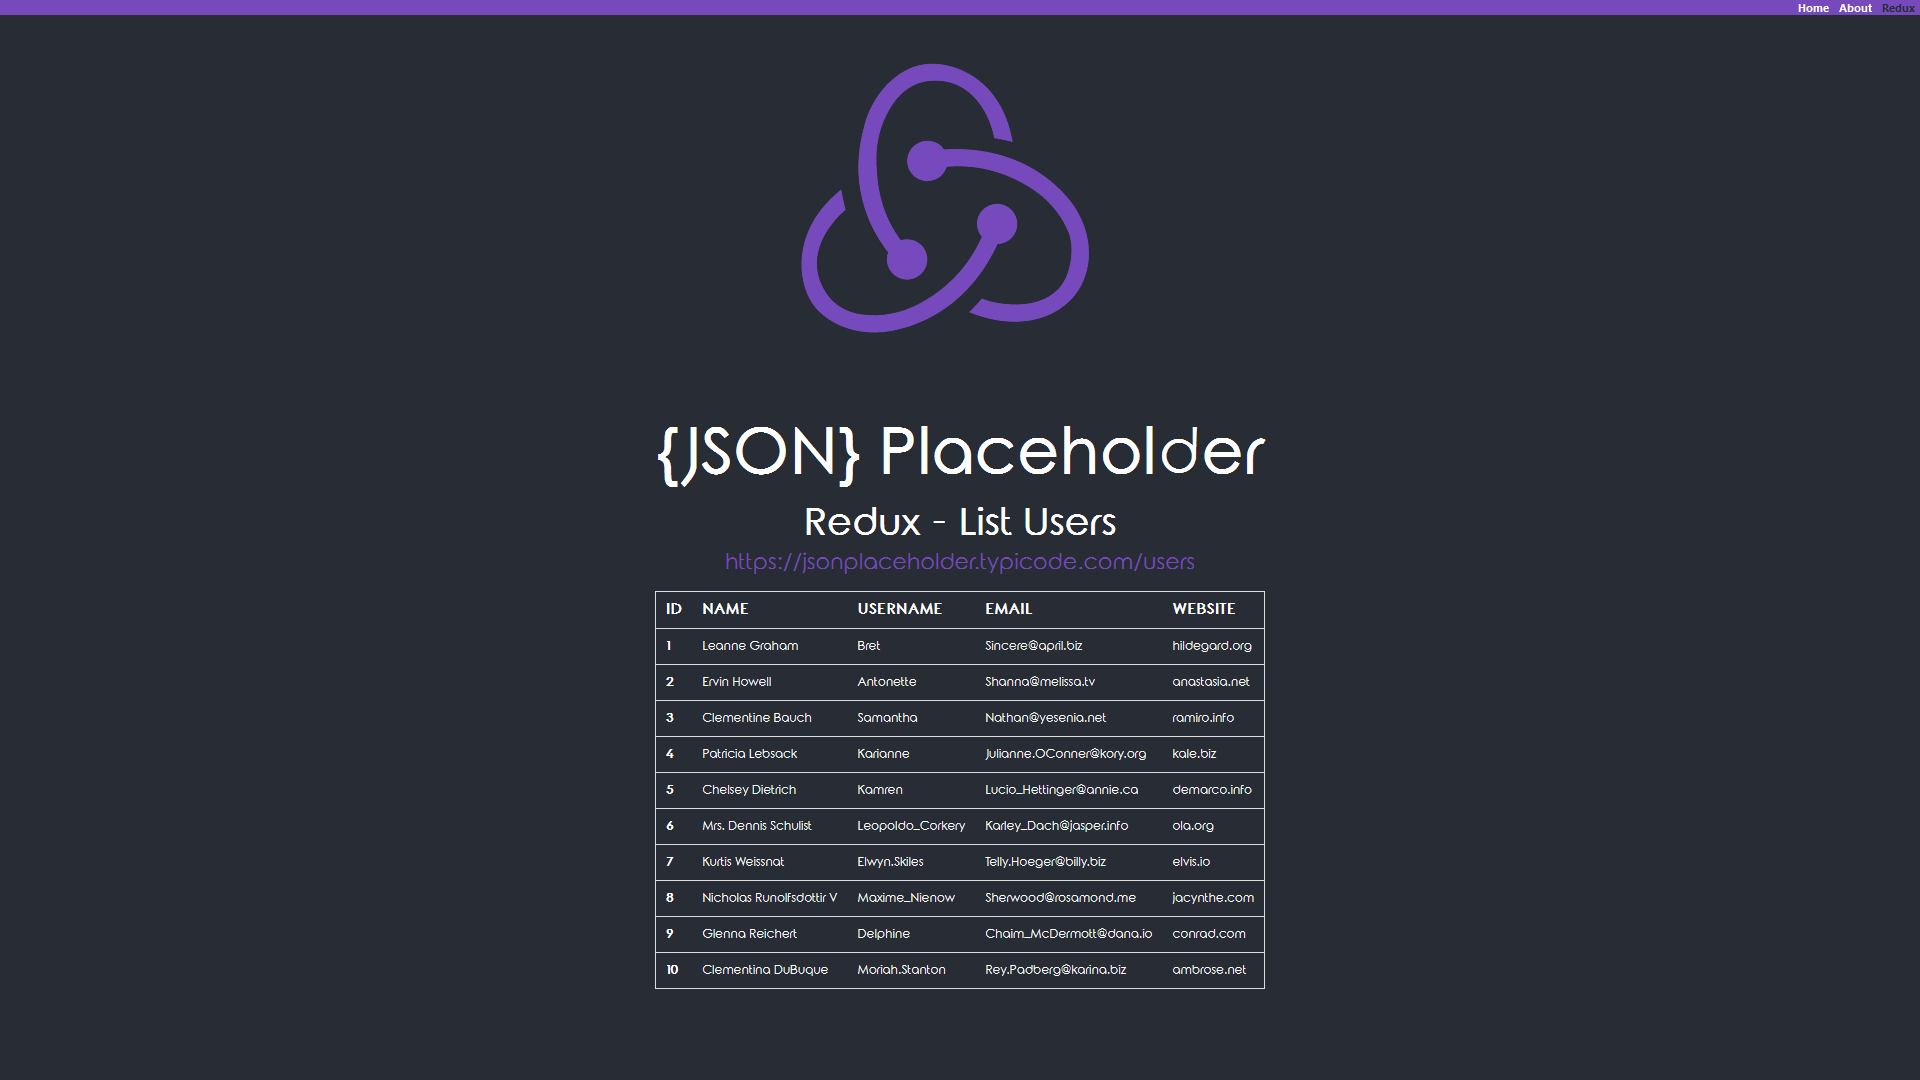 Home About Redux
{JSON} Placeholder
Redux - List Users
https://jsonplaceholder.typicode.com/users
ID NAME USERNAME EMAIL WEBSITE
1 Leanne Graham Bret Sincere@april.biz hildegard.org
2 Ervin Howell Antonette Shanna@melissa.tv anastasia.net
3 Clementine Bauch Samantha Nathan@yesenia.net ramiro.info
4 Patricia Lebsack Karianne Julianne.OConner@kory.org kale.biz
5 Chelsey Dietrich Kamren Lucio_Hettinger@annie.ca demarco.info
6 Mrs. Dennis Schulist Leopoldo_Corkery Karley_Dach@jasper.info ola.org
7 Kurtis Weissnat Elwyn.Skiles Telly.Hoeger@billy.biz elvis.io
8 Nicholas Runolfsdottir V Maxime_Nienow Sherwood@rosamond.me jacynthe.com
9 Glenna Reichert Delphine Chaim_McDermott@dana.io conrad.com
10 Clementina DuBuque Moriah.Stanton Rey.Padberg@karina.biz ambrose.net